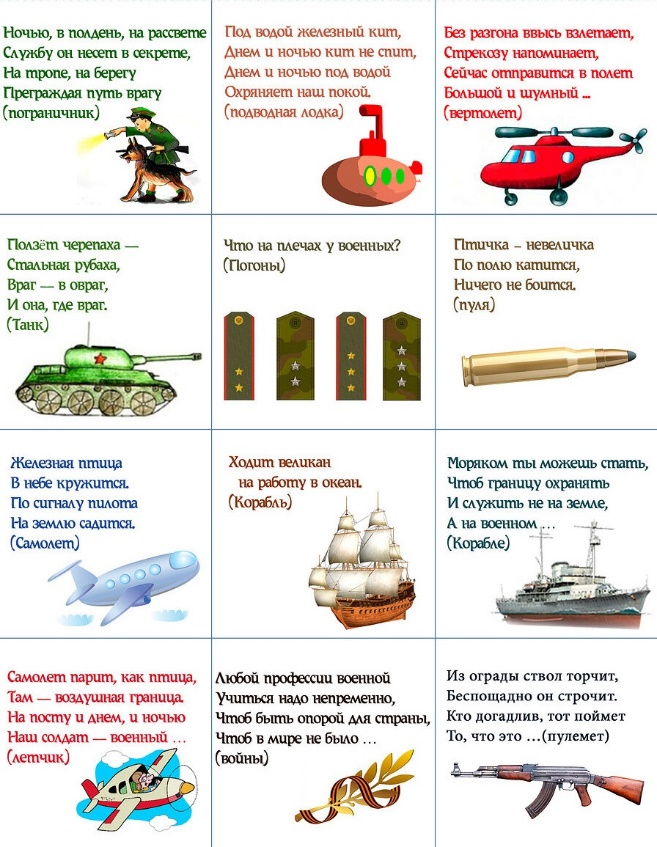 Ночью, в полдень, на рассвете
Службу он несет в секрете,
На тропе, на берегу
Преграждая путь врагу
(пограничник)
Под водой железный кит,
Днем и ночью кит не спит,
Днем и ночью под водой
Охряняет наш покой.
(подводная лодка)
Без разгона ввысь взлетает,
Стрекозу напоминает,
Сейчас отправится в полет
Большой и шумный ...
(вертолет)
Ползёт черепаха —
Стальная рубаха,
Враг — в овраг,
И она, где враг.
(Танк)
Что на плечах у военных?
(Погоны)
Птичка – невеличка
По полю катится,
Ничего не боится.
(пуля)
Железная птица
В небе кружится.
По сигналу пилота
На землю садится.
(Самолет)
Ходит великан
на работу в океан.
(Корабль)
Моряком ты можешь стать,
Чтоб границу охранять
И служить не на земле,
А на военном ...
(Корабле)
Самолет парит, как птица,
Там — воздушная граница.
На посту и днем, и ночью
Наш солдат — военный ...
(летчик)
Любой профессии военной
Учиться надо непременно,
Чтоб быть опорой для страны,
Чтоб в мире не было ...
(войны)
Из ограды ствол торчит,
Беспощадно он строчит.
Кто догадлив, тот поймет
То, что это ...(пулемет)